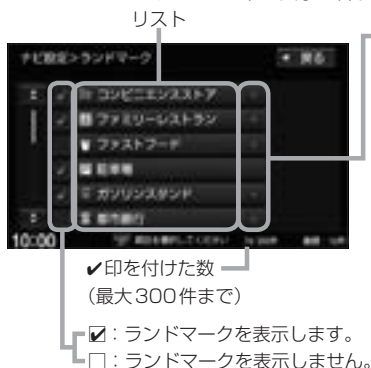 リスト
ナビ設定>ランドマーク
戻る
コンビニエンスストア
ファミリーレストラン
ファストフード
駐車場
ガソリンスタンド
都市銀行
10:00
✔印を付けた数
(最大300件まで)
☑:ランドマークを表示します。
□:ランドマークを表示しません。